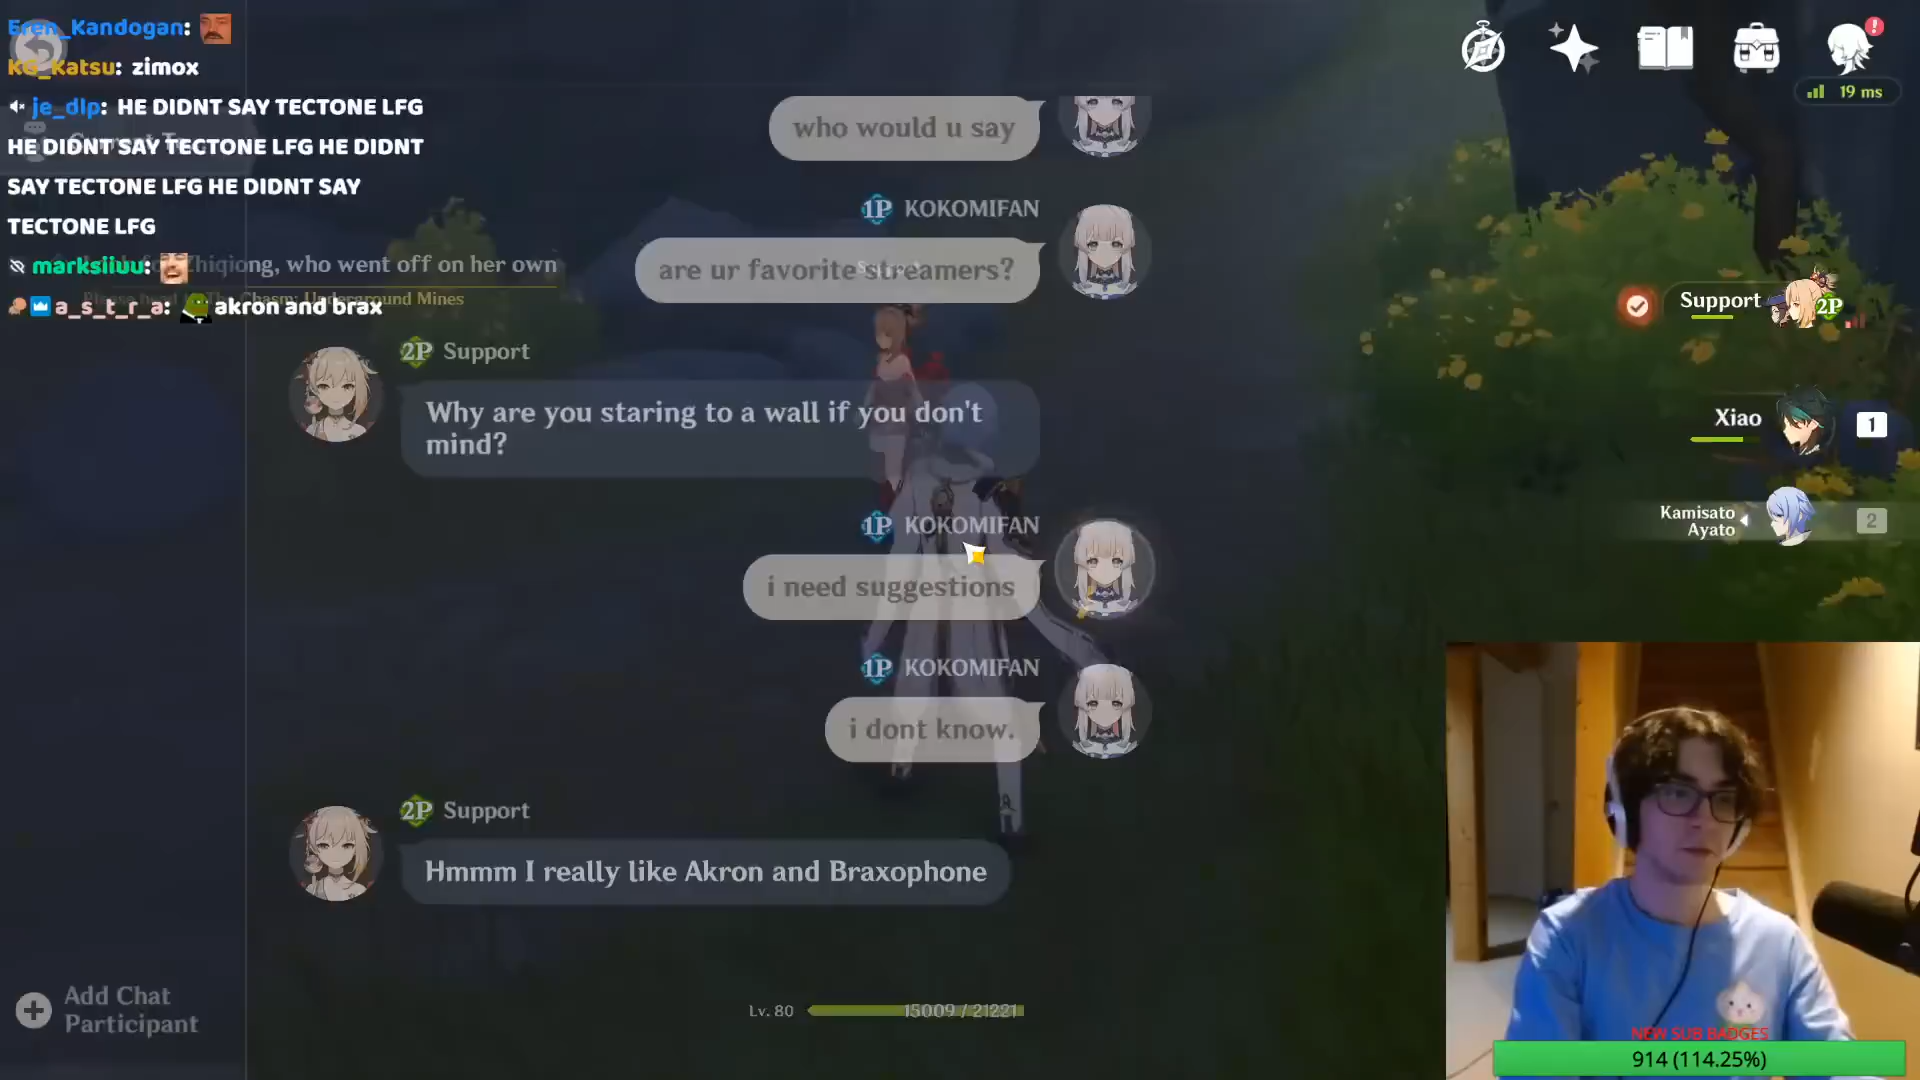 Eren_Kandogan:
KG_Katsu: zimox
je_dlp: HE DIDNT SAY TECTONE LFG
HE DIDNT SAY TECTONE LFG HE DIDNT
SAY TECTONE LFG HE DIDNT SAY
TECTONE LFG
marksiiuu:
Zhiqiong, who went off on her own
The Chasm: Underground Mines
a_s_t_r_a: akron and brax
who would u say
1P KOKOMIFAN
are ur favorite streamers?
2P Support
Why are you staring to a wall if you don't
mind?
1P KOKOMIFAN
i need suggestions
1P KOKOMIFAN
i dont know.
2P Support
Hmmm I really like Akron and Braxophone
Add Chat
Participant
Lv. 80
15009 / 21221
19 ms
Support 2P
Xiao 1
Kamisato
Ayato 2
NEW SUB BADGES
914 (114.25%)